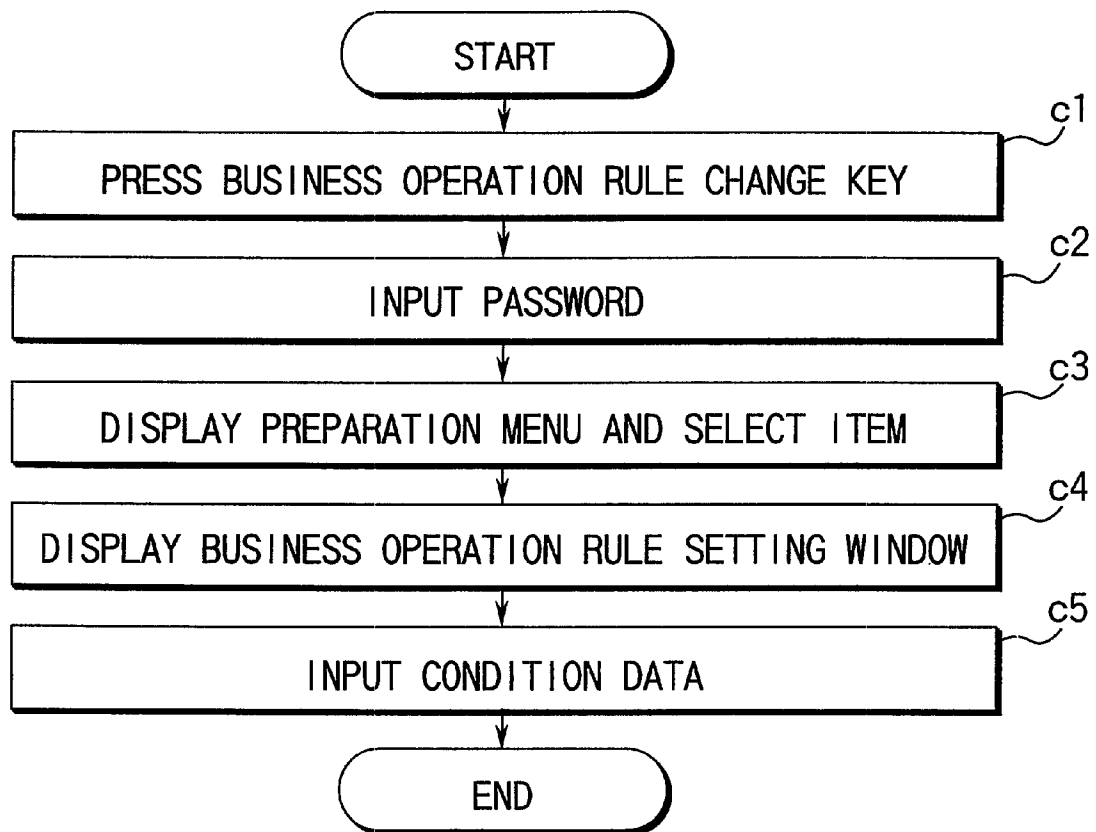 START
c1
PRESS BUSINESS OPERATION RULE CHANGE KEY
c2
INPUT PASSWORD
c3
DISPLAY PREPARATION MENU AND SELECT ITEM
c4
DISPLAY BUSINESS OPERATION RULE SETTING WINDOW
c5
INPUT CONDITION DATA
END